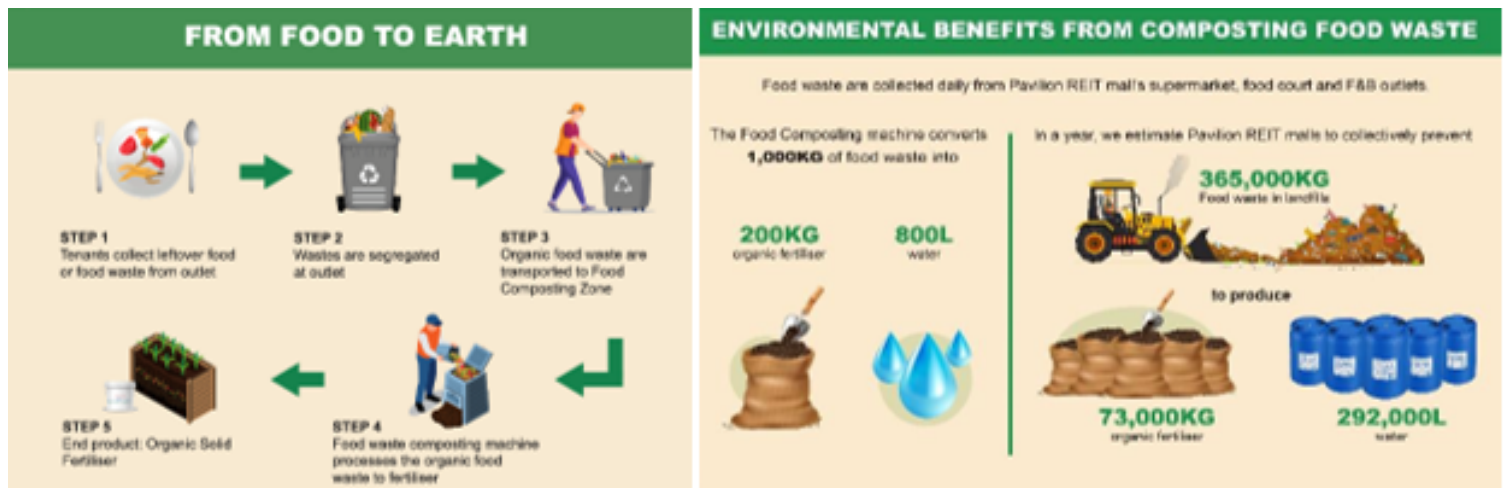 FROM FOOD TO EARTH
STEP 1
Tenants collect leftover food
or food waste from outlet
STEP 2
Wastes are segregated
at outlet
STEP 3
Organic food waste are
transported to Food
Composting Zone
STEP 4
Food waste composting machine
processes the organic food
waste to fertiliser
STEP 5
End product: Organic Solid
Fertiliser
ENVIRONMENTAL BENEFITS FROM COMPOSTING FOOD WASTE
Food waste are collected daily from Pavilion REIT mall's supermarket, food court and F&B outlets.
The Food Composting machine converts
1,000KG of food waste into
200KG
organic fertiliser
800L
water
In a year, we estimate Pavilion REIT malls to collectively prevent
365,000KG
Food waste in landfills
to produce
73,000KG
organic fertiliser
292,000L
water